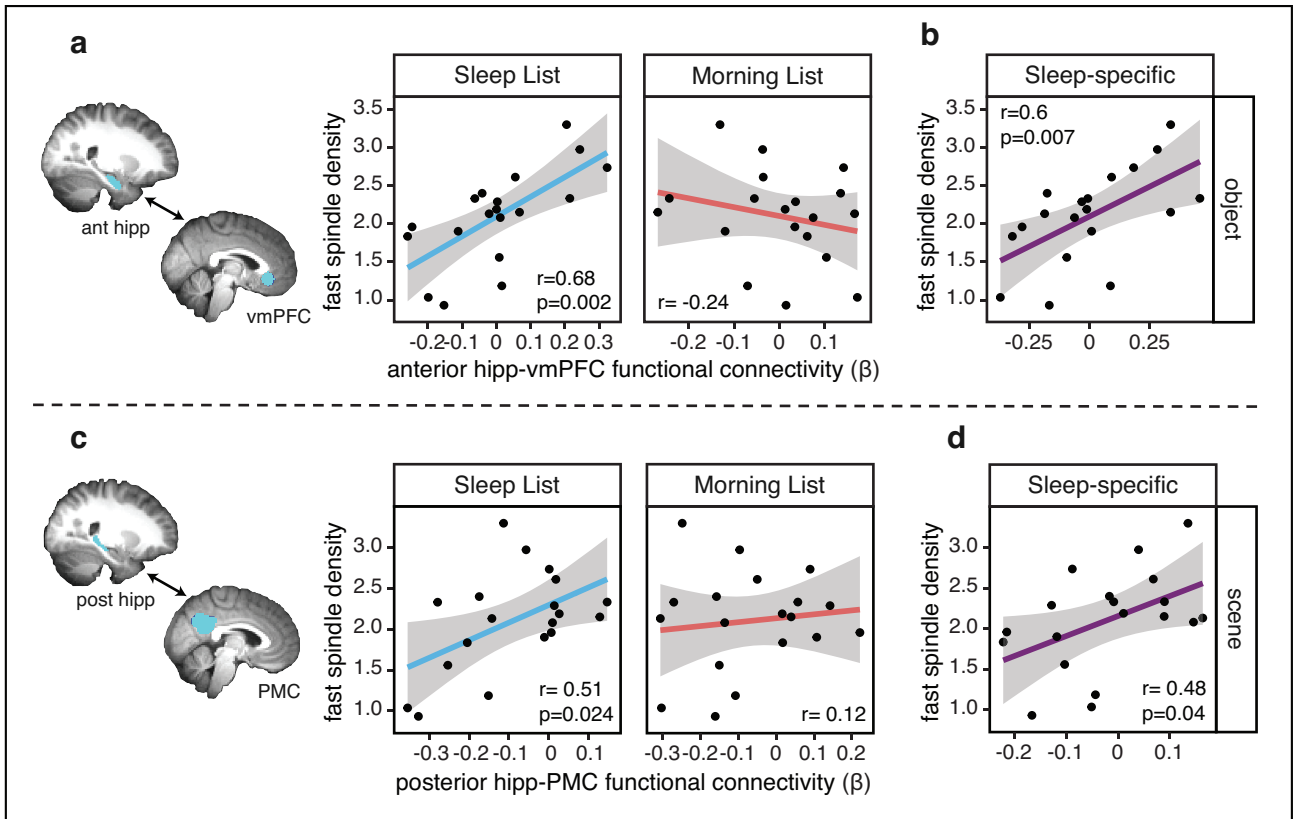 a
Sleep List
Morning List
fast spindle density
3.5
3.0
2.5
2.0
1.5
1.0
ant hipp
vmPFC
r=0.68
p=0.002
r= -0.24
-0.2 -0.1 0 0.1 0.2 0.3
-0.2 -0.1 0 0.1
anterior hipp-vmPFC functional connectivity (β)
b
Sleep-specific
fast spindle density
3.5
3.0
2.5
2.0
1.5
1.0
r=0.6
p=0.007
object
-0.25 0 0.25
c
Sleep List
Morning List
fast spindle density
3.0
2.5
2.0
1.5
1.0
post hipp
PMC
r= 0.51
p=0.024
r= 0.12
-0.3 -0.2 -0.1 0 0.1
-0.3 -0.2 -0.1 0 0.1 0.2
posterior hipp-PMC functional connectivity (β)
d
Sleep-specific
fast spindle density
3.0
2.5
2.0
1.5
1.0
r= 0.48
p=0.04
scene
-0.2 -0.1 0 0.1